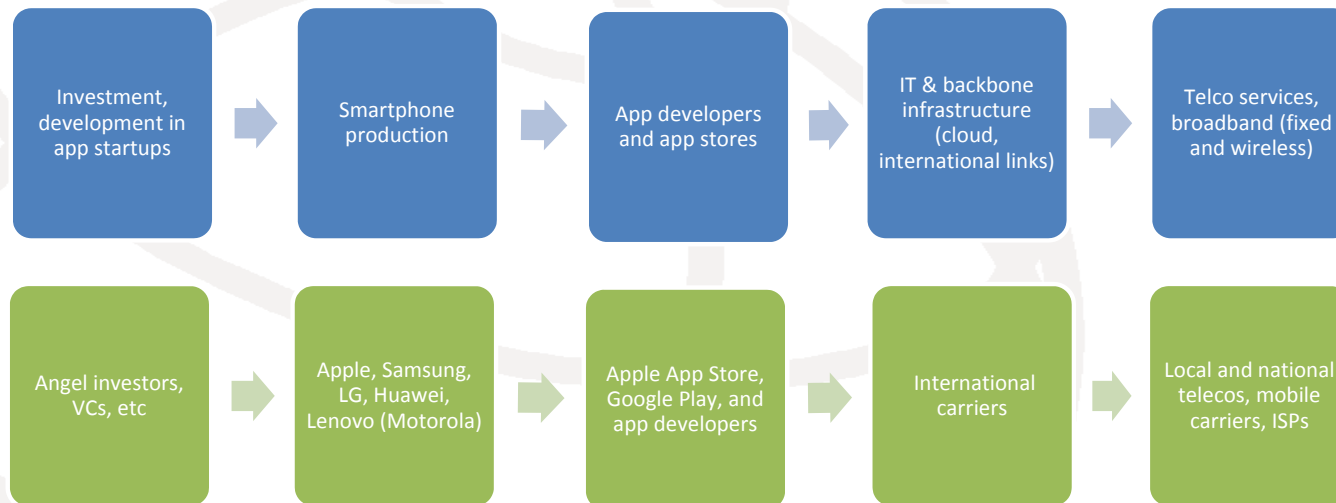 Investment,
development in
app startups
Smartphone
production
App developers
and app stores
IT & backbone
infrastructure
(cloud,
international links)
Telco services,
broadband (fixed
and wireless)
Angel investors,
VCs, etc
Apple, Samsung,
LG, Huawei,
Lenovo (Motorola)
Apple App Store,
Google Play, and
app developers
International
carriers
Local and national
telecos, mobile
carriers, ISPs